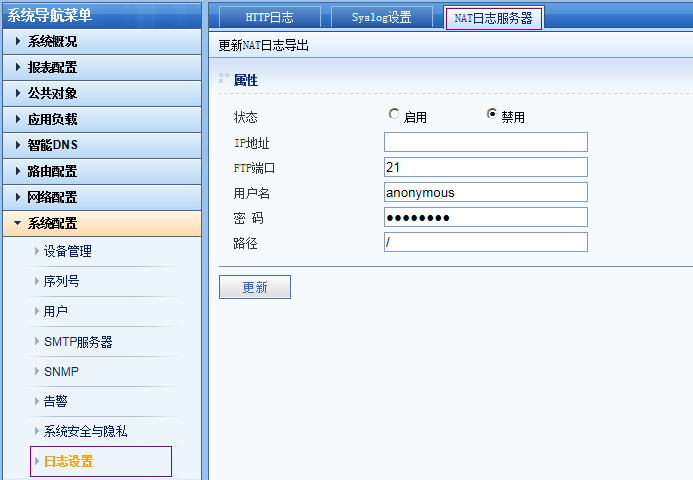 系统导航菜单
系统概况
报表配置
公共对象
应用负载
智能DNS
路由配置
网络配置
系统配置
设备管理
序列号
用户
SMTP服务器
SNMP
告警
系统安全与隐私
日志设置
HTTP日志 Syslog设置 NAT日志服务器
更新NAT日志导出
属性
状态 启用 禁用
IP地址
FTP端口 21
用户名 anonymous
密 码 ●●●●●●●●
路径 /
更新